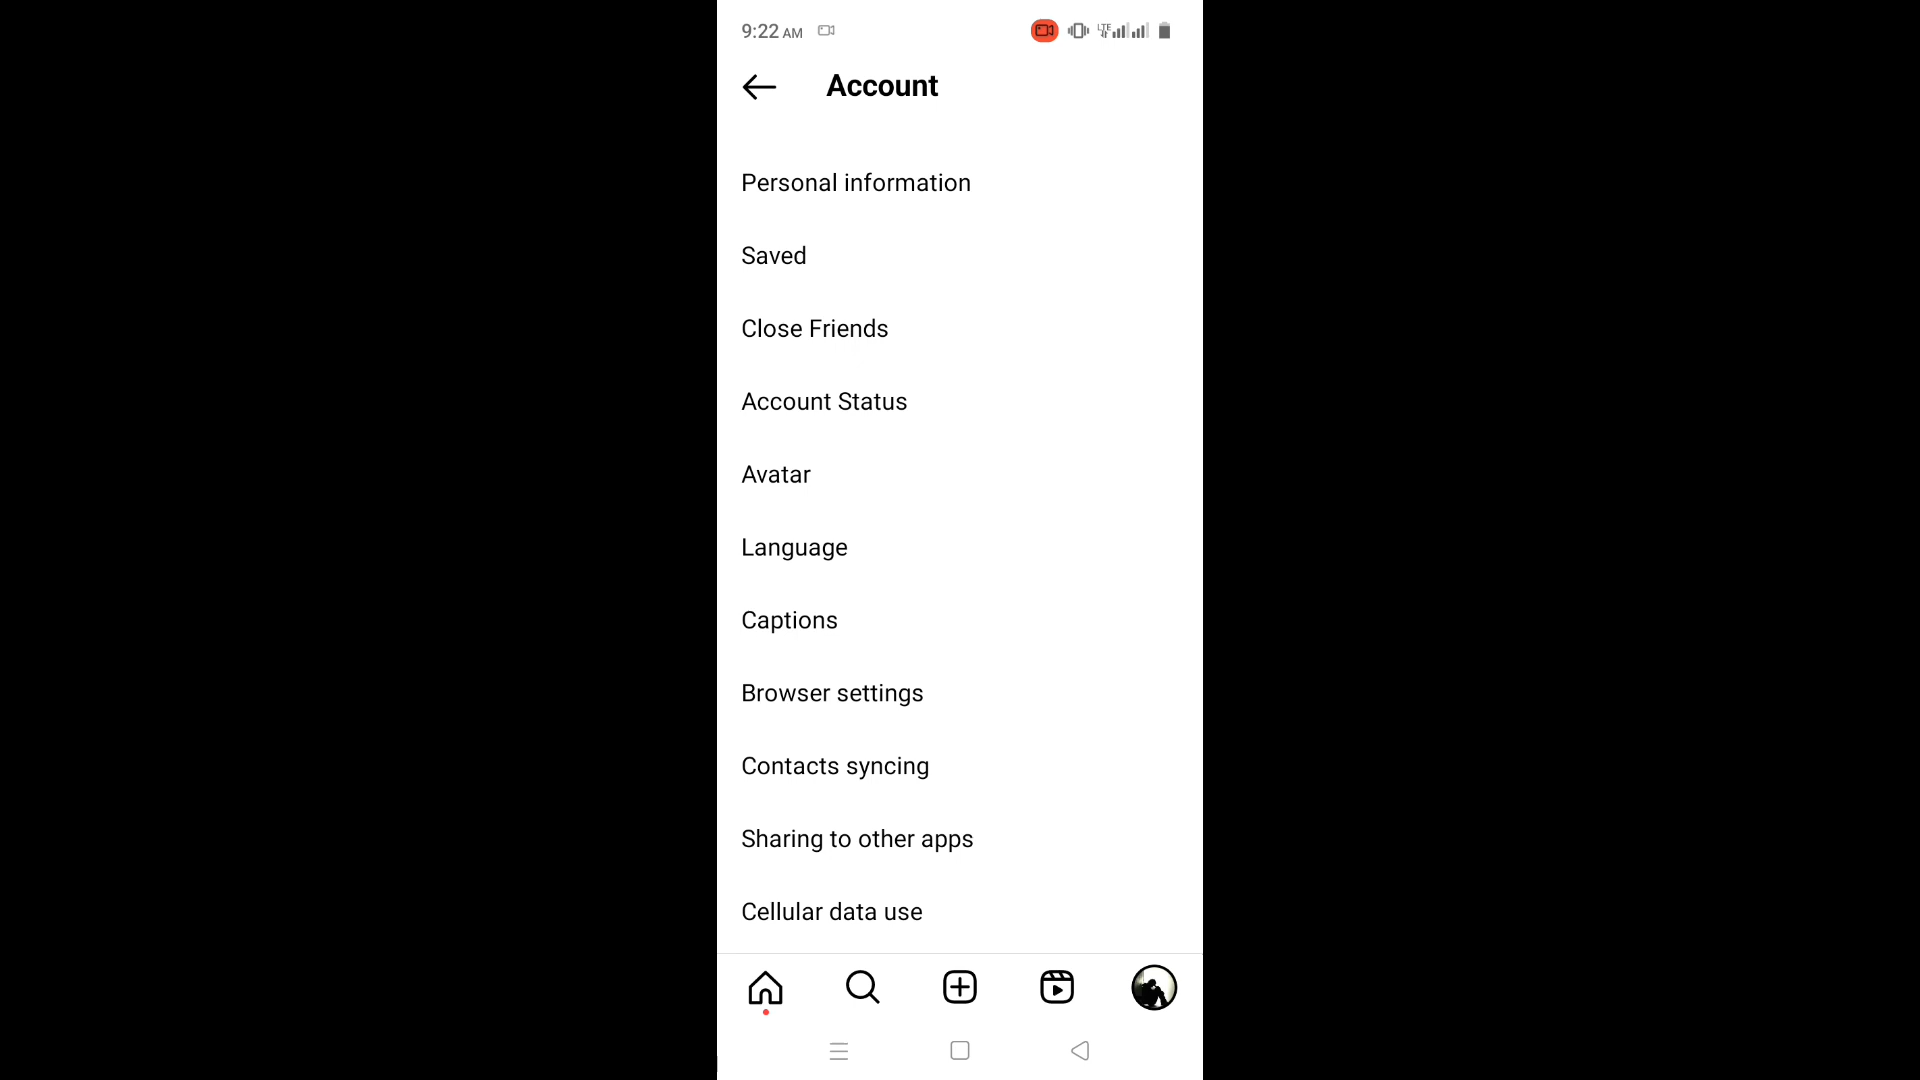 9:22 AM
LTE
Account
Personal information
Saved
Close Friends
Account Status
Avatar
Language
Captions
Browser settings
Contacts syncing
Sharing to other apps
Cellular data use